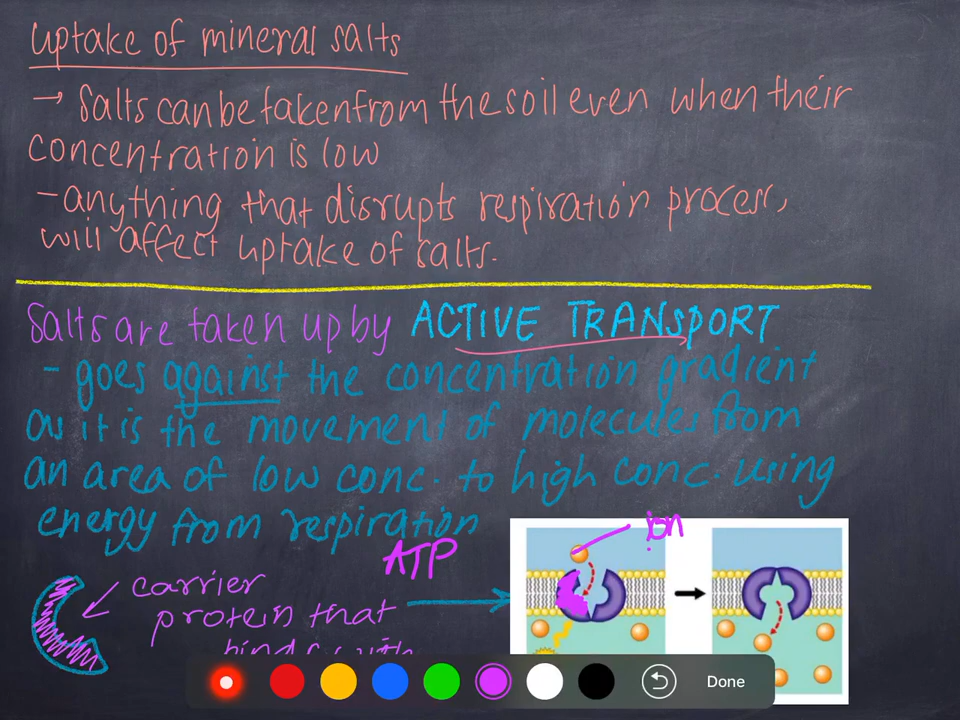 uptake of mineral salts
→ Salts can be taken from the soil even when their
concentration is low
- anything that disrupts respiration process,
will affect uptake of salts.
Salts are taken up by ACTIVE TRANSPORT
- goes against the concentration gradient
as it is the movement of molecules from
an area of low conc. to high conc. using
energy from respiration
ion
ATP
carrier
protein that
Done